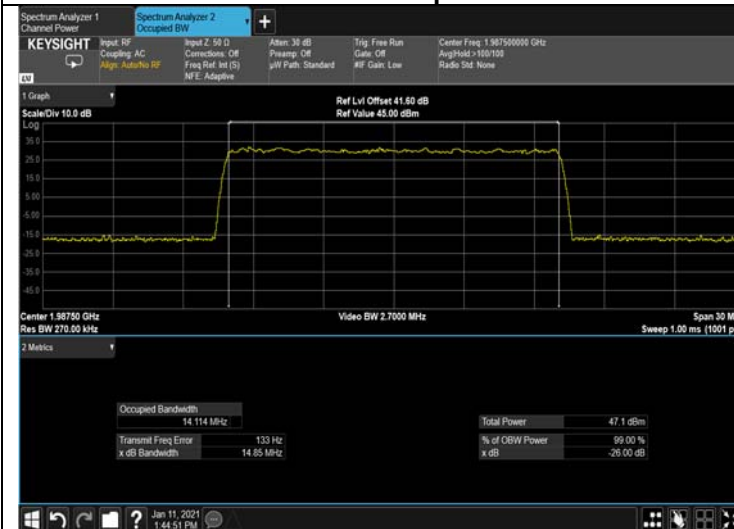 Spectrum Analyzer 1
Channel Power
Spectrum Analyzer 2
Occupied BW
+
KEYSIGHT
Input: RF
Coupling: AC
Align: Auto/No RF
Input Z: 50 Ω
Corrections: Off
Freq Ref: Int (S)
NFE: Adaptive
Atten: 30 dB
Preamp: Off
µW Path: Standard
Trig: Free Run
Gate: Off
#IF Gain: Low
Center Freq: 1.987500000 GHz
Avg|Hold:>100/100
Radio Std: None
1 Graph
Scale/Div 10.0 dB
Ref Lvl Offset 41.60 dB
Ref Value 45.00 dBm
Log
35.0
25.0
15.0
5.00
-5.00
-15.0
-25.0
-35.0
-45.0
Center 1.98750 GHz
Res BW 270.00 kHz
Video BW 2.7000 MHz
Span 30 M
Sweep 1.00 ms (1001 p
2 Metrics
Occupied Bandwidth
14.114 MHz
Transmit Freq Error 133 Hz
x dB Bandwidth 14.85 MHz
Total Power 47.1 dBm
% of OBW Power 99.00 %
x dB -26.00 dB
?
Jan 11, 2021
1:44:51 PM